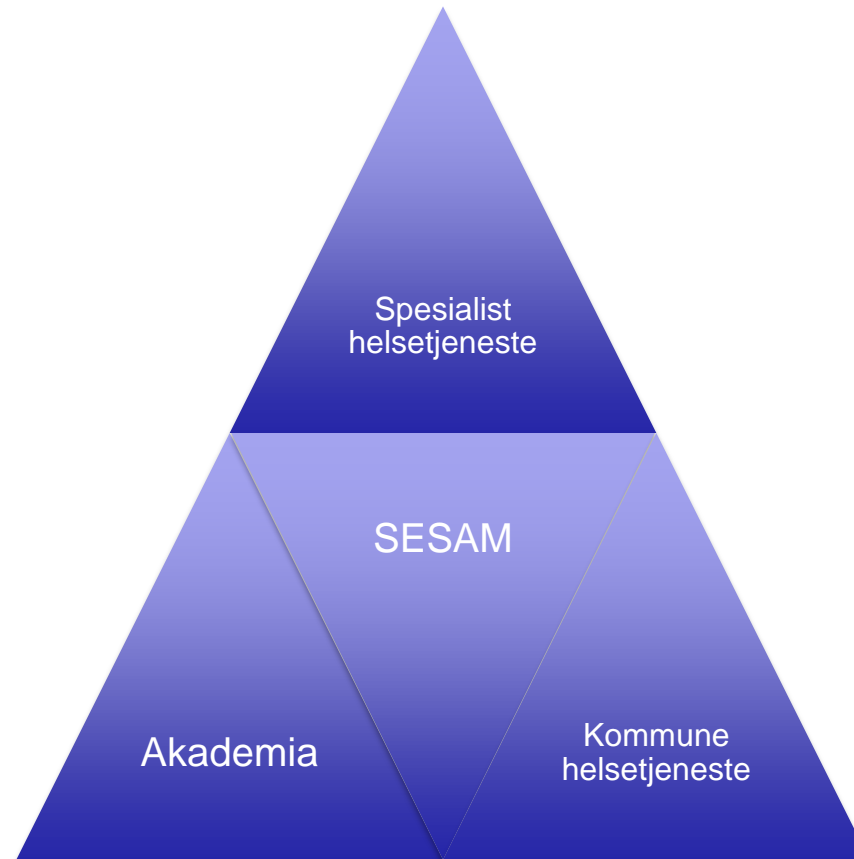 Spesialist
helsetjeneste
SESAM
Akademia
Kommune
helsetjeneste